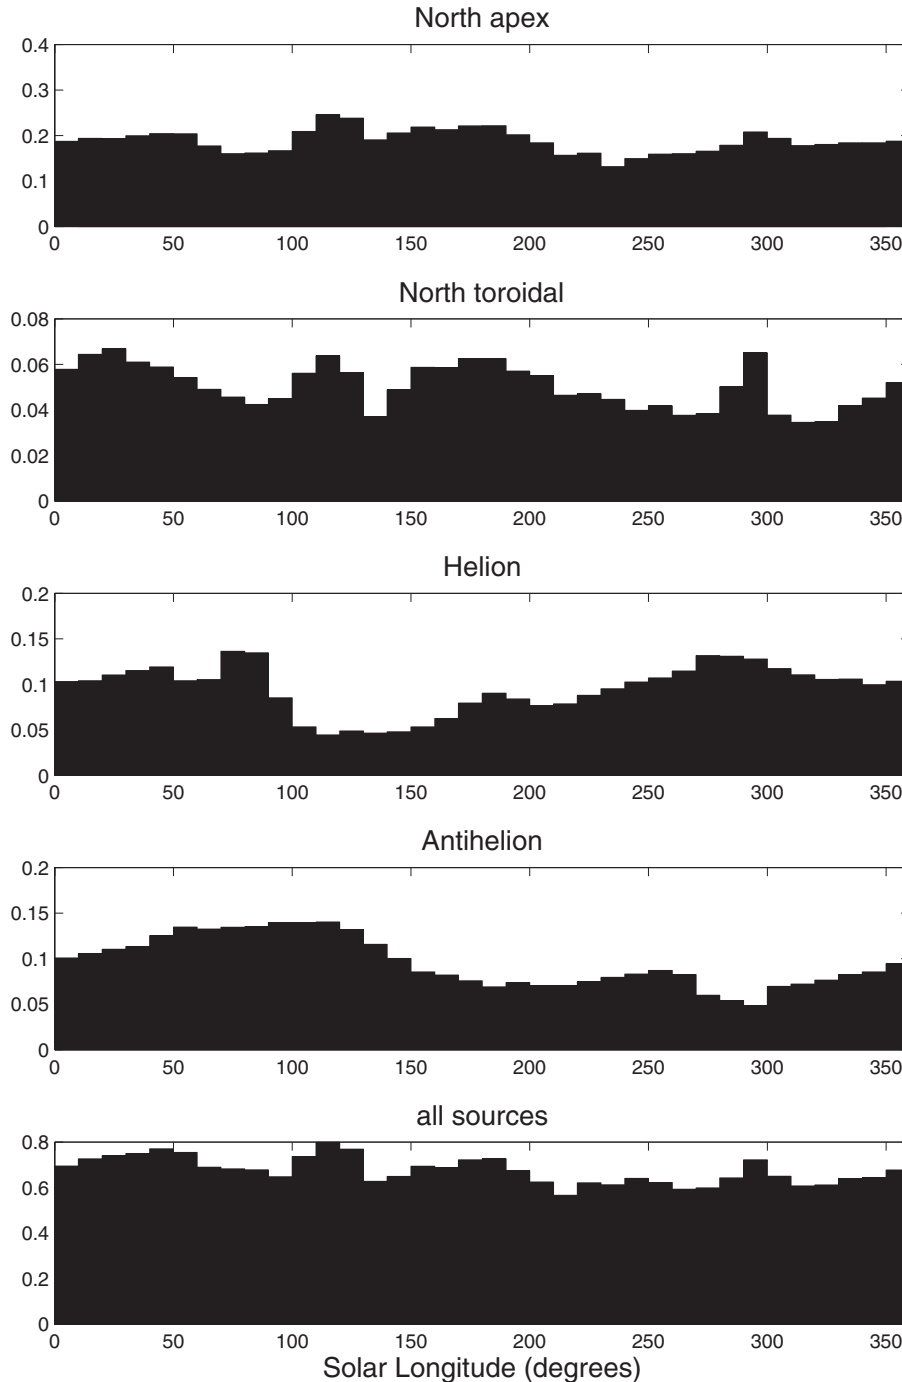 North apex
0.4
0.3
0.2
0.1
0
0 50 100 150 200 250 300 350
North toroidal
0.08
0.06
0.04
0.02
0
0 50 100 150 200 250 300 350
Helion
0.2
0.15
0.1
0.05
0
0 50 100 150 200 250 300 350
Antihelion
0.2
0.15
0.1
0.05
0
0 50 100 150 200 250 300 350
all sources
0.8
0.6
0.4
0.2
0
0 50 100 150 200 250 300 350
Solar Longitude (degrees)